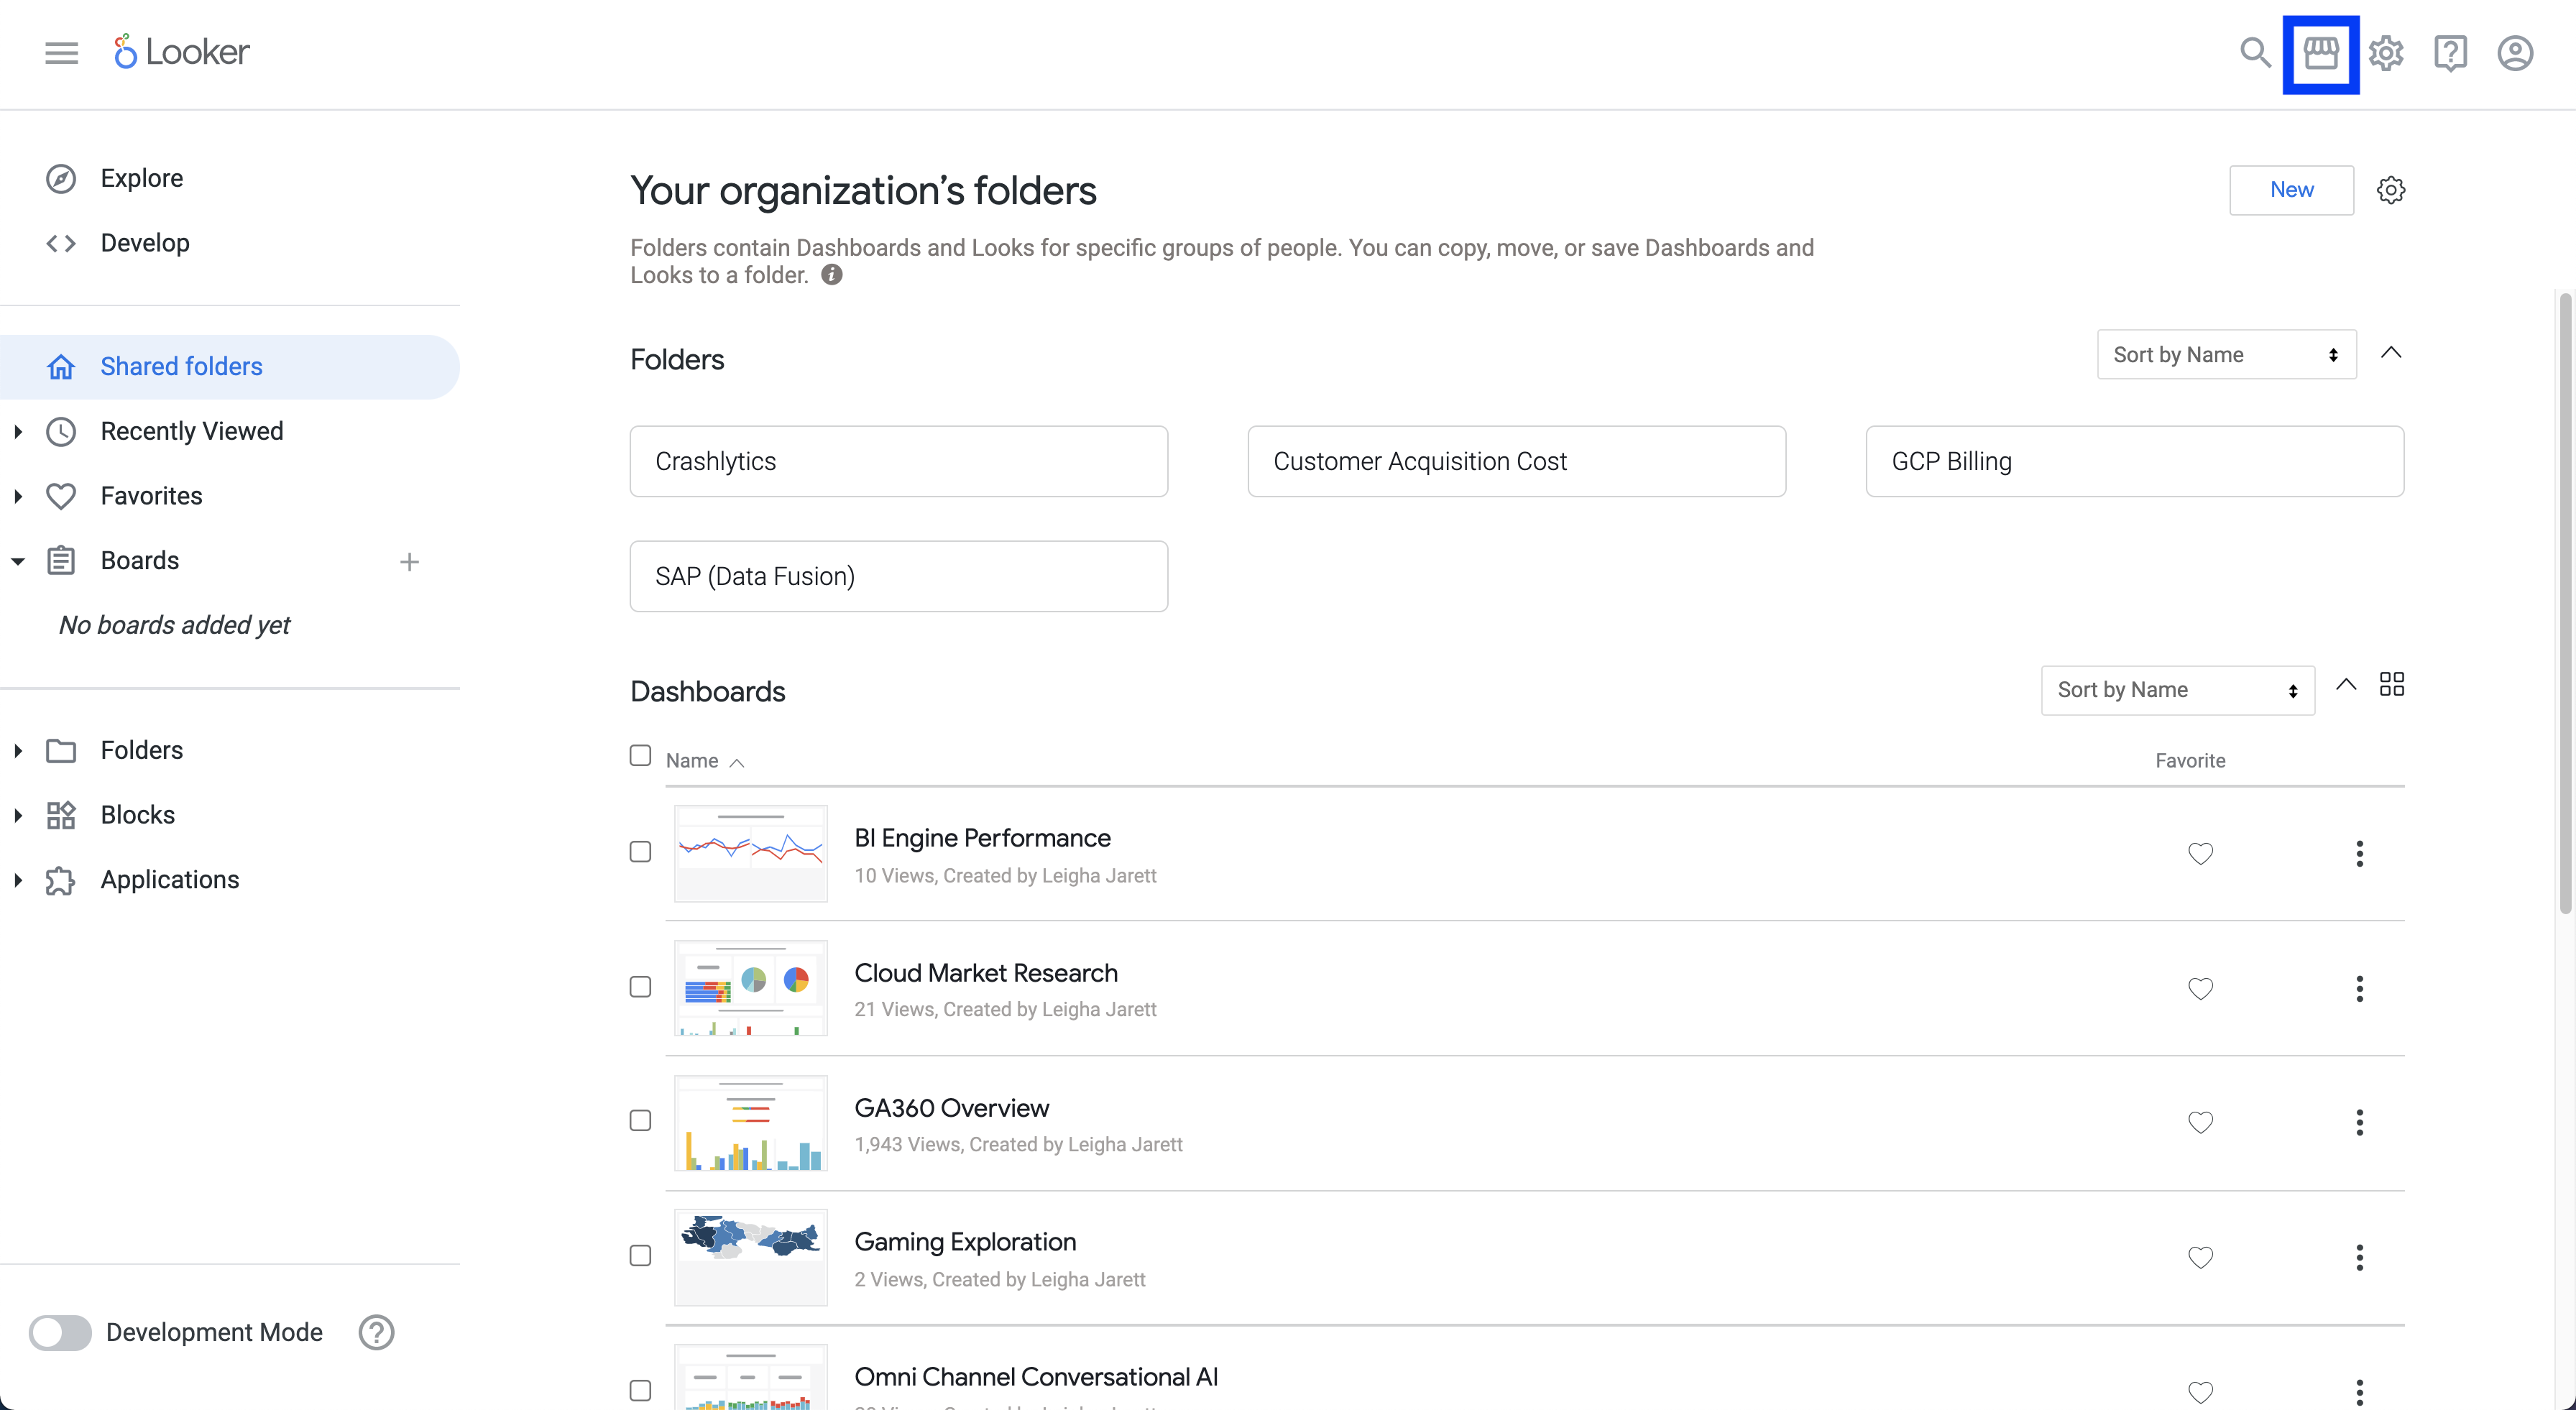 Looker
Explore
Develop
Shared folders
Recently Viewed
Favorites
Boards
No boards added yet
Folders
Blocks
Applications
Development Mode
Your organization’s folders
New
Folders contain Dashboards and Looks for specific groups of people. You can copy, move, or save Dashboards and
Looks to a folder.
Folders
Sort by Name
Crashlytics
Customer Acquisition Cost
GCP Billing
SAP (Data Fusion)
Dashboards
Sort by Name
Name
Favorite
BI Engine Performance
10 Views, Created by Leigha Jarett
Cloud Market Research
21 Views, Created by Leigha Jarett
GA360 Overview
1,943 Views, Created by Leigha Jarett
Gaming Exploration
2 Views, Created by Leigha Jarett
Omni Channel Conversational AI